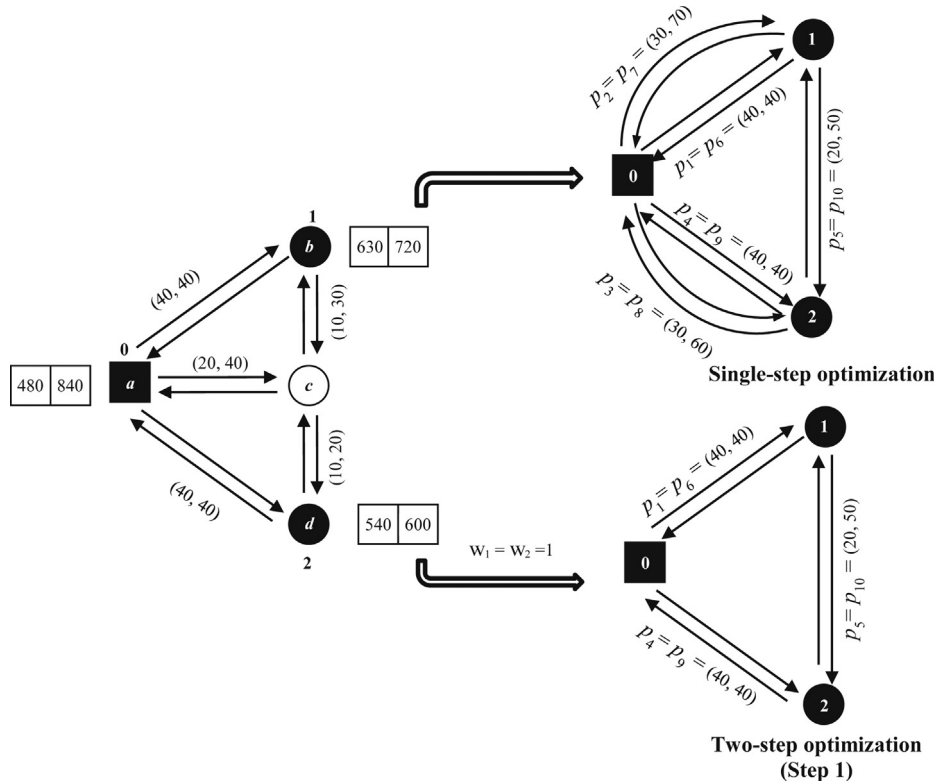 1
b
630 720
(40, 40)
(10, 30)
0
a
480 840
(20, 40)
c
(10, 20)
(40, 40)
d
2
540 600
W₁ = W₂ =1
p₂ = p₇ = (30, 70)
1
p₁= p₆ = (40, 40)
0
p₅= p₁₀ = (20, 50)
p₄ = p₉ = (40, 40)
p₃ = p₈ = (30, 60)
2
Single-step optimization
1
p₁ = p₆ = (40, 40)
0
p₅= p₁₀ = (20, 50)
p₄ = p₉ = (40, 40)
2
Two-step optimization
(Step 1)